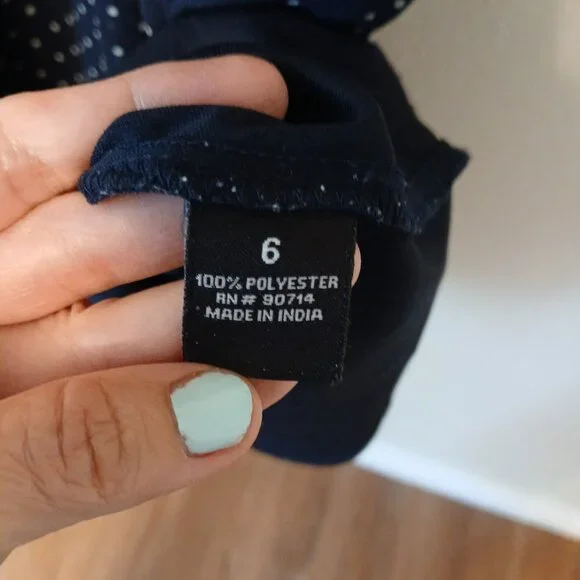 6
100% POLYESTER
RN# 90714
MADE IN INDIA